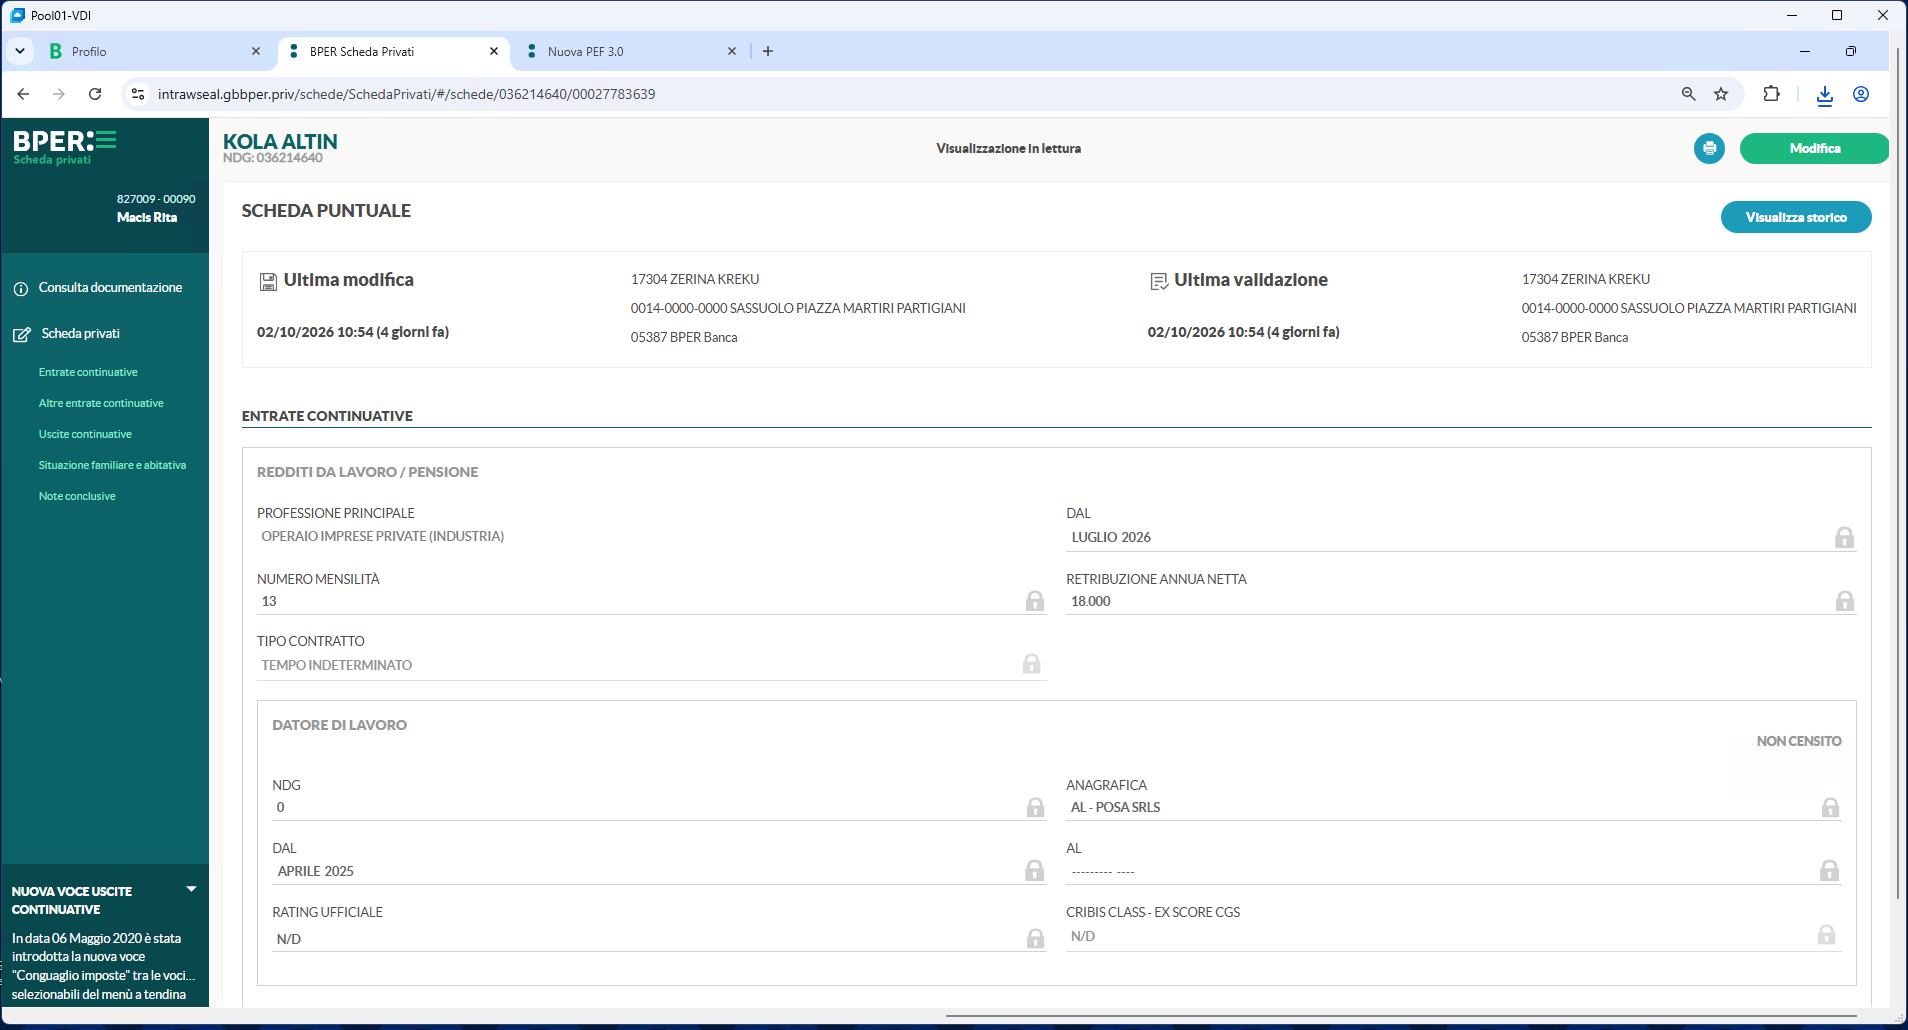 Pool01-VDI
Profilo
BPER Scheda Privati
Nuova PEF 3.0
intrawseal.gbbper.priv/schede/SchedaPrivati/#/schede/036214640/00027783639
BPER:
Scheda privati
827009 - 00090
Macis Rita
Consulta documentazione
Scheda privati
Entrate continuative
Altre entrate continuative
Uscite continuative
Situazione familiare e abitativa
Note conclusive
NUOVA VOCE USCITE
CONTINUATIVE
In data 06 Maggio 2020 è stata
introdotta la nuova voce
"Conguaglio imposte" tra le voci...
selezionabili del menù a tendina
KOLA ALTIN
NDG: 036214640
Visualizzazione in lettura
Modifica
SCHEDA PUNTUALE
Visualizza storico
Ultima modifica
02/10/2026 10:54 (4 giorni fa)
17304 ZERINA KREKU
0014-0000-0000 SASSUOLO PIAZZA MARTIRI PARTIGIANI
05387 BPER Banca
Ultima validazione
02/10/2026 10:54 (4 giorni fa)
17304 ZERINA KREKU
0014-0000-0000 SASSUOLO PIAZZA MARTIRI PARTIGIANI
05387 BPER Banca
ENTRATE CONTINUATIVE
REDDITI DA LAVORO / PENSIONE
PROFESSIONE PRINCIPALE
OPERAIO IMPRESE PRIVATE (INDUSTRIA)
DAL
LUGLIO 2026
NUMERO MENSILITÀ
13
RETRIBUZIONE ANNUA NETTA
18.000
TIPO CONTRATTO
TEMPO INDETERMINATO
DATORE DI LAVORO
NON CENSITO
NDG
0
ANAGRAFICA
AL - POSA SRLS
DAL
APRILE 2025
AL
--------- ----
RATING UFFICIALE
N/D
CRIBIS CLASS - EX SCORE CGS
N/D